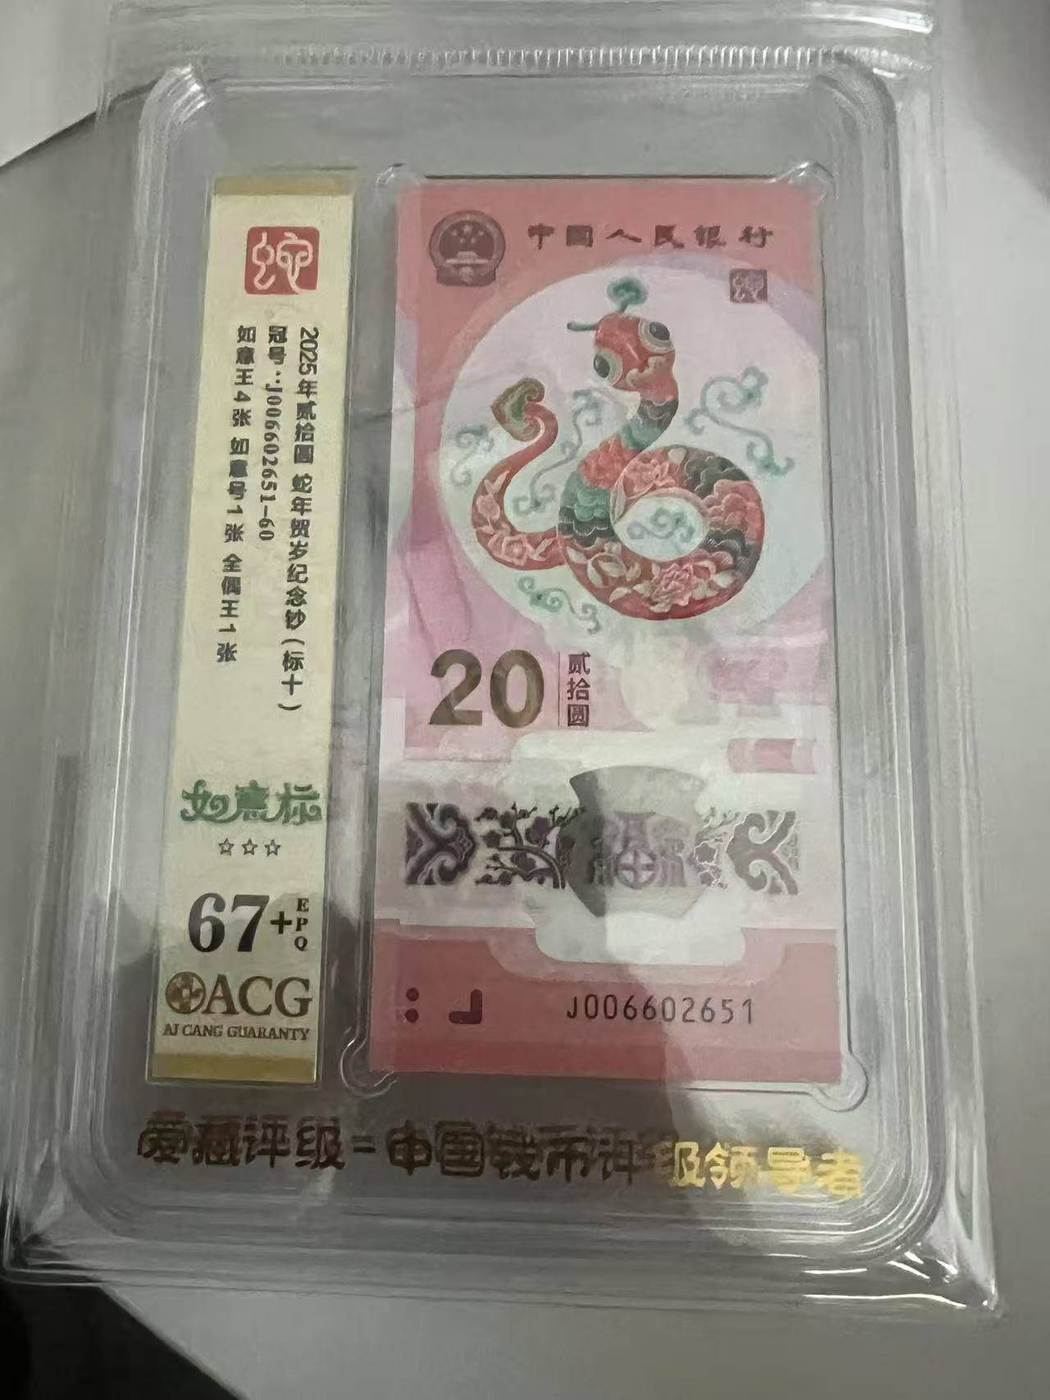 2025年贰拾圆 蛇年贺岁纪念钞(标十)
冠号:J006602651-60
如意王4张 如意号1张 全偶王1张
如意标
67+EPQ
ACG
AI CANG GUARANTY
中国人民银行
20
贰拾圆
J006602651
爱藏评级=中国钱币评级领导者